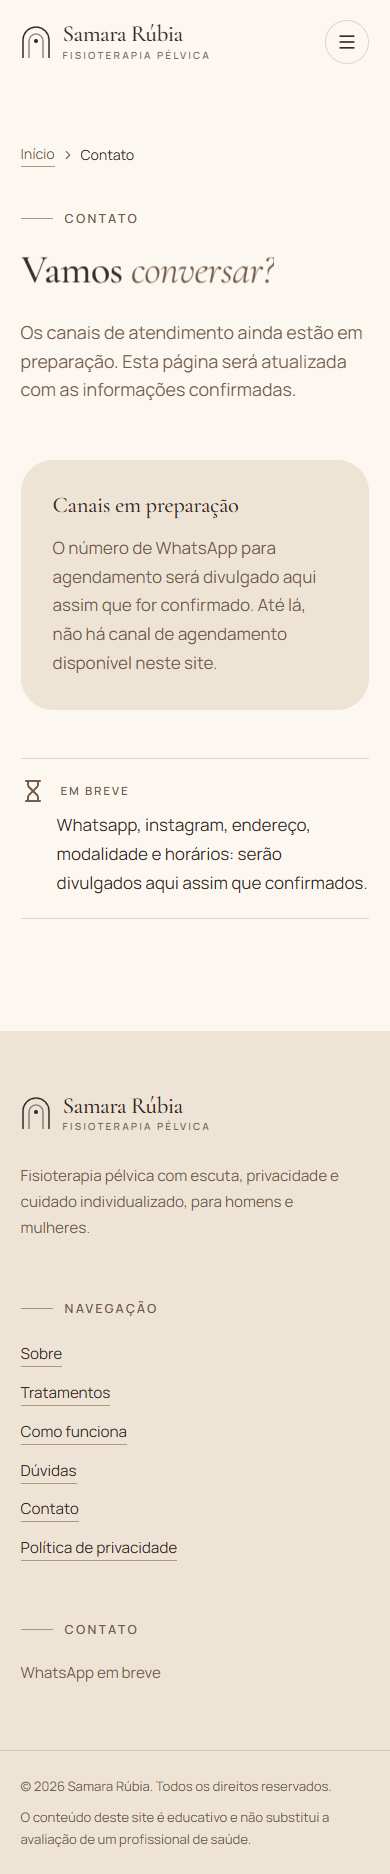 Samara Rúbia
FISIOTERAPIA PÉLVICA
Início > Contato
CONTATO
Vamos conversar?
Os canais de atendimento ainda estão em
preparação. Esta página será atualizada
com as informações confirmadas.
Canais em preparação
O número de WhatsApp para
agendamento será divulgado aqui
assim que for confirmado. Até lá,
não há canal de agendamento
disponível neste site.
EM BREVE
Whatsapp, instagram, endereço,
modalidade e horários: serão
divulgados aqui assim que confirmados.
Samara Rúbia
FISIOTERAPIA PÉLVICA
Fisioterapia pélvica com escuta, privacidade e
cuidado individualizado, para homens e
mulheres.
NAVEGAÇÃO
Sobre
Tratamentos
Como funciona
Dúvidas
Contato
Política de privacidade
CONTATO
WhatsApp em breve
© 2026 Samara Rúbia. Todos os direitos reservados.
O conteúdo deste site é educativo e não substitui a
avaliação de um profissional de saúde.